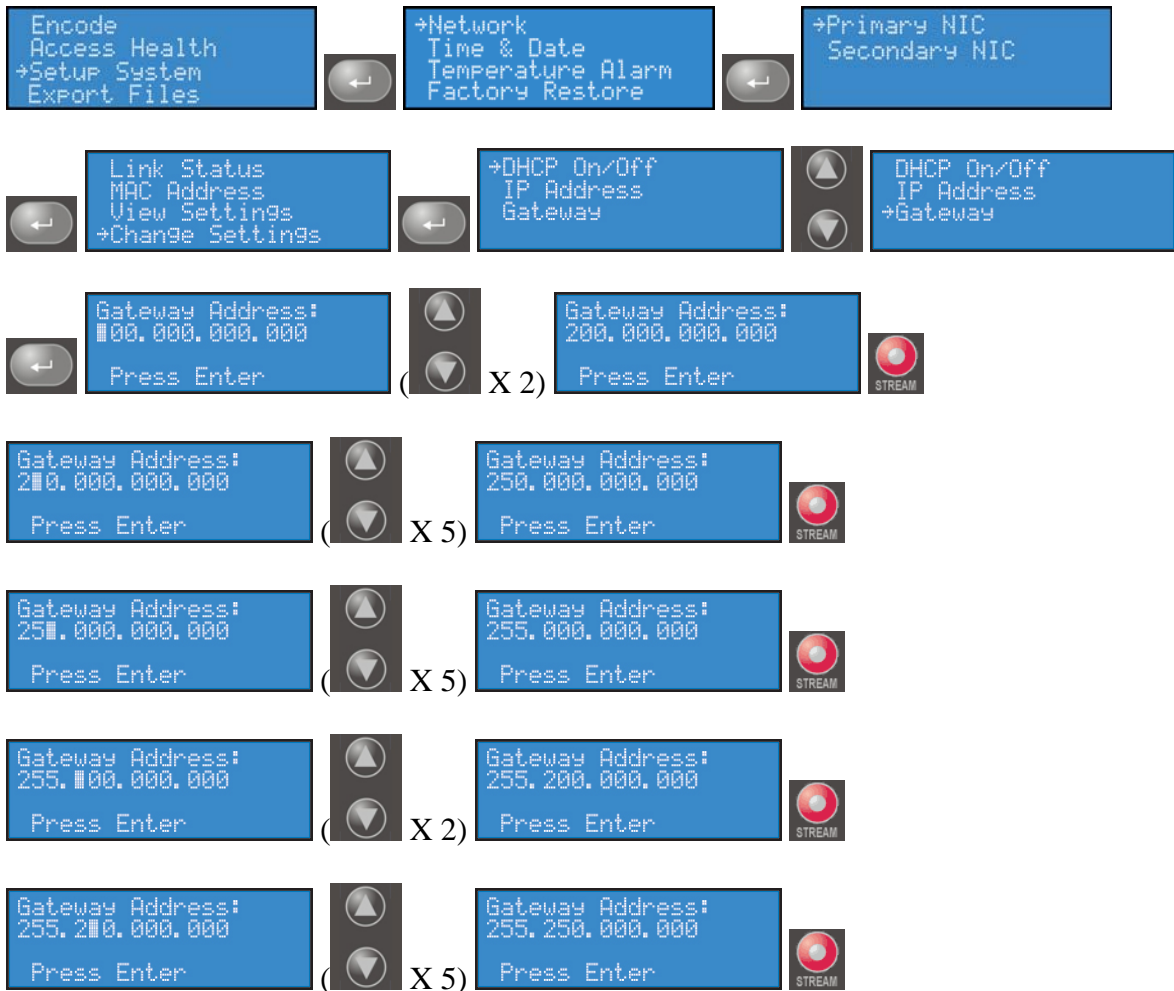 Encode
Access Health
→Setup System
Export Files
→Network
Time & Date
Temperature Alarm
Factory Restore
→Primary NIC
Secondary NIC
Link Status
MAC Address
View Settings
→Change Settings
→DHCP On/Off
IP Address
Gateway
DHCP On/Off
IP Address
→Gateway
Gateway Address:
█00.000.000.000
Press Enter
( X 2)
Gateway Address:
200.000.000.000
Press Enter
STREAM
Gateway Address:
2█0.000.000.000
Press Enter
( X 5)
Gateway Address:
250.000.000.000
Press Enter
STREAM
Gateway Address:
25█.000.000.000
Press Enter
( X 5)
Gateway Address:
255.000.000.000
Press Enter
STREAM
Gateway Address:
255.█00.000.000
Press Enter
( X 2)
Gateway Address:
255.200.000.000
Press Enter
STREAM
Gateway Address:
255.2█0.000.000
Press Enter
( X 5)
Gateway Address:
255.250.000.000
Press Enter
STREAM